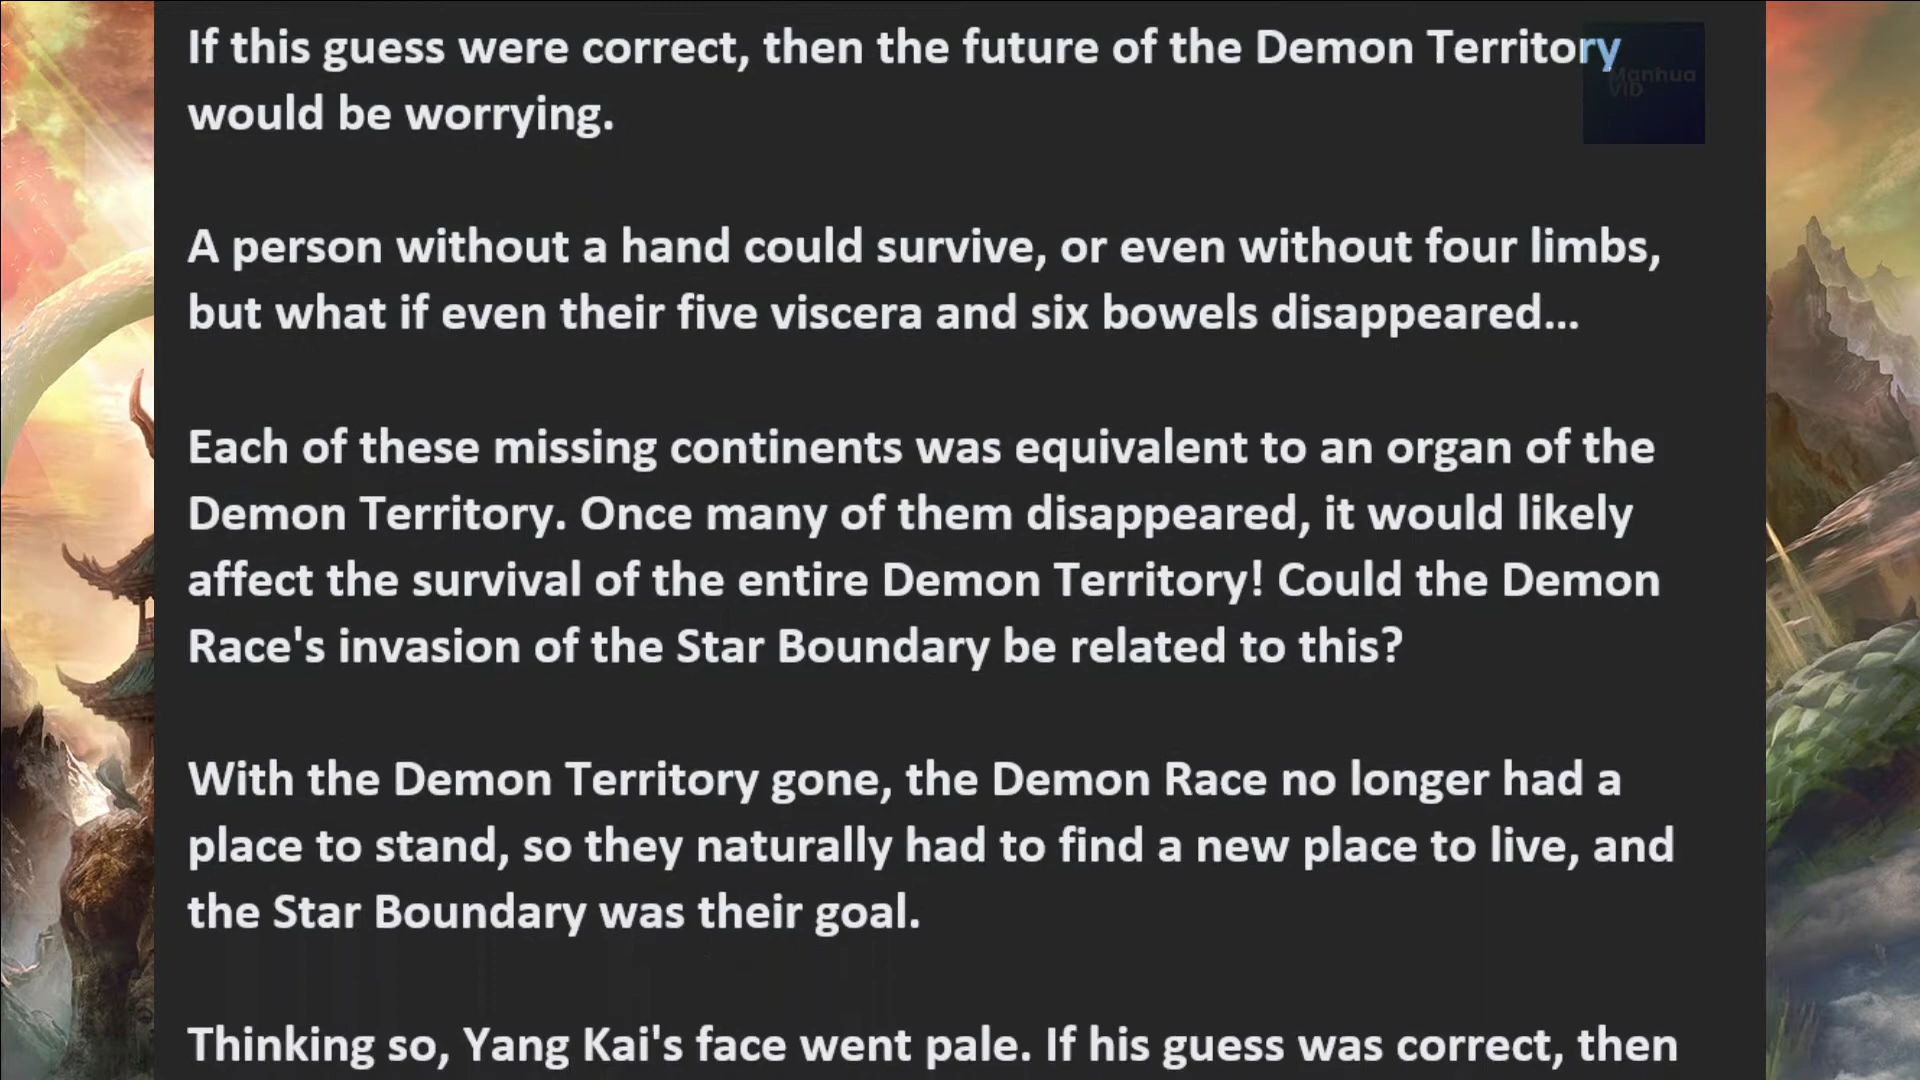 If this guess were correct, then the future of the Demon Territory
Manhua
VID
would be worrying.
A person without a hand could survive, or even without four limbs,
but what if even their five viscera and six bowels disappeared...
Each of these missing continents was equivalent to an organ of the
Demon Territory. Once many of them disappeared, it would likely
affect the survival of the entire Demon Territory! Could the Demon
Race's invasion of the Star Boundary be related to this?
With the Demon Territory gone, the Demon Race no longer had a
place to stand, so they naturally had to find a new place to live, and
the Star Boundary was their goal.
Thinking so, Yang Kai's face went pale. If his guess was correct, then